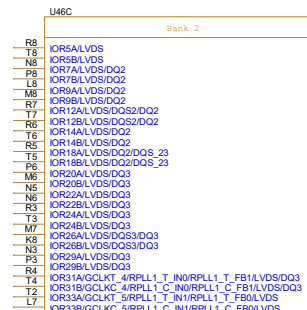 U46C
Bank 2
R8 IOR5A/LVDS
T8 IOR5B/LVDS
N8 IOR7A/LVDS/DQ2
P8 IOR7B/LVDS/DQ2
L8 IOR9A/LVDS/DQ2
M8 IOR9B/LVDS/DQ2
R7 IOR12A/LVDS/DQS2/DQ2
T7 IOR12B/LVDS/DQS2/DQ2
R6 IOR14A/LVDS/DQ2
T6 IOR14B/LVDS/DQ2
R5 IOR18A/LVDS/DQ2/DQS_23
T5 IOR18B/LVDS/DQ2/DQS_23
P6 IOR20A/LVDS/DQ3
M6 IOR20B/LVDS/DQ3
N5 IOR22A/LVDS/DQ3
N6 IOR22B/LVDS/DQ3
R3 IOR24A/LVDS/DQ3
T3 IOR24B/LVDS/DQ3
M7 IOR26A/LVDS/DQS3/DQ3
K8 IOR26B/LVDS/DQS3/DQ3
N3 IOR29A/LVDS/DQ3
P3 IOR29B/LVDS/DQ3
R4 IOR31A/GCLKT_4/RPLL1_T_IN0/RPLL1_T_FB1/LVDS/DQ3
T4 IOR31B/GCLKC_4/RPLL1_C_IN0/RPLL1_C_FB1/LVDS/DQ3
T2 IOR33A/GCLKT_5/RPLL1_T_IN1/RPLL1_T_FB0/LVDS
L7 IOR33B/GCLKC_5/RPLL1_C_IN1/RPLL1_C_FB0/LVDS